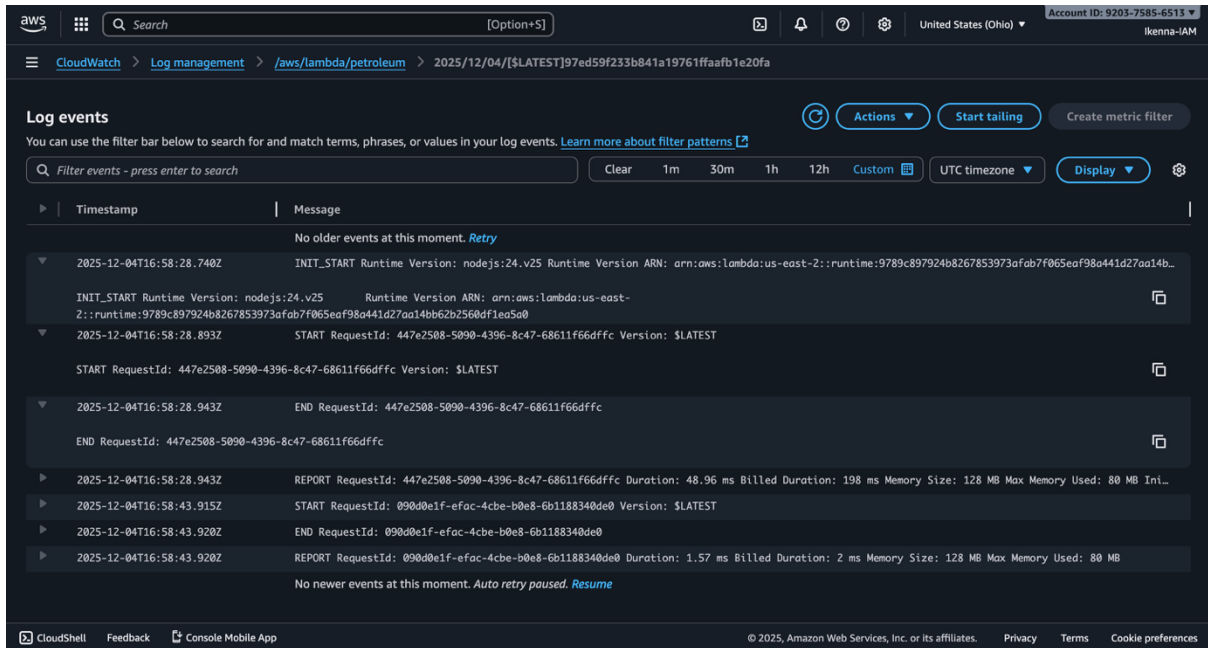 aws Search [Option+S] United States (Ohio) ▼ Account ID: 9203-7585-6513 ▼
Ikenna-IAM
CloudWatch > Log management > /aws/lambda/petroleum > 2025/12/04/[$LATEST]97ed59f233b841a19761ffaafb1e20fa
Log events Actions ▼ Start tailing Create metric filter
You can use the filter bar below to search for and match terms, phrases, or values in your log events. Learn more about filter patterns
Filter events - press enter to search Clear 1m 30m 1h 12h Custom UTC timezone ▼ Display ▼
Timestamp Message
No older events at this moment. Retry
2025-12-04T16:58:28.740Z INIT_START Runtime Version: nodejs:24.v25 Runtime Version ARN: arn:aws:lambda:us-east-2::runtime:9789c897924b8267853973afab7f065eaf98a441d27aa14b…
INIT_START Runtime Version: nodejs:24.v25 Runtime Version ARN: arn:aws:lambda:us-east-
2::runtime:9789c897924b8267853973afab7f065eaf98a441d27aa14bb62b2560df1ea5a0
2025-12-04T16:58:28.893Z START RequestId: 447e2508-5090-4396-8c47-68611f66dffc Version: $LATEST
START RequestId: 447e2508-5090-4396-8c47-68611f66dffc Version: $LATEST
2025-12-04T16:58:28.943Z END RequestId: 447e2508-5090-4396-8c47-68611f66dffc
END RequestId: 447e2508-5090-4396-8c47-68611f66dffc
2025-12-04T16:58:28.943Z REPORT RequestId: 447e2508-5090-4396-8c47-68611f66dffc Duration: 48.96 ms Billed Duration: 198 ms Memory Size: 128 MB Max Memory Used: 80 MB Ini…
2025-12-04T16:58:43.915Z START RequestId: 090d0e1f-efac-4cbe-b0e8-6b1188340de0 Version: $LATEST
2025-12-04T16:58:43.920Z END RequestId: 090d0e1f-efac-4cbe-b0e8-6b1188340de0
2025-12-04T16:58:43.920Z REPORT RequestId: 090d0e1f-efac-4cbe-b0e8-6b1188340de0 Duration: 1.57 ms Billed Duration: 2 ms Memory Size: 128 MB Max Memory Used: 80 MB
No newer events at this moment. Auto retry paused. Resume
CloudShell Feedback Console Mobile App © 2025, Amazon Web Services, Inc. or its affiliates. Privacy Terms Cookie preferences